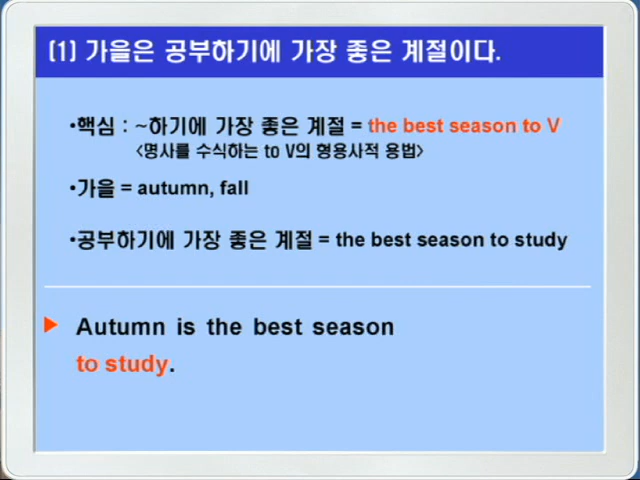 [1] 가을은 공부하기에 가장 좋은 계절이다.
•핵심 : ~하기에 가장 좋은 계절 = the best season to V
<명사를 수식하는 to V의 형용사적 용법>
•가을 = autumn, fall
•공부하기에 가장 좋은 계절 = the best season to study
Autumn is the best season
to study.